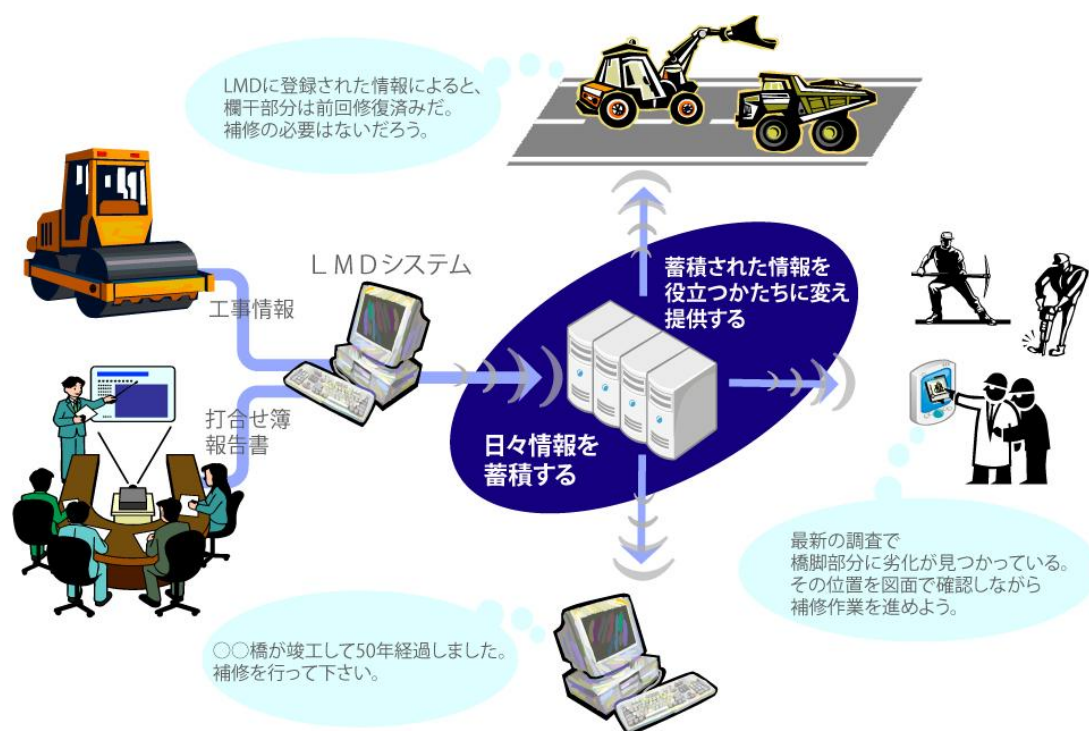 LMDに登録された情報によると、
欄干部分は前回修復済みだ。
補修の必要はないだろう。
LMDシステム
工事情報
打合せ簿
報告書
蓄積された情報を
役立つかたちに変え
提供する
日々情報を
蓄積する
最新の調査で
橋脚部分に劣化が見つかっている。
その位置を図面で確認しながら
補修作業を進めよう。
○○橋が竣工して50年経過しました。
補修を行って下さい。